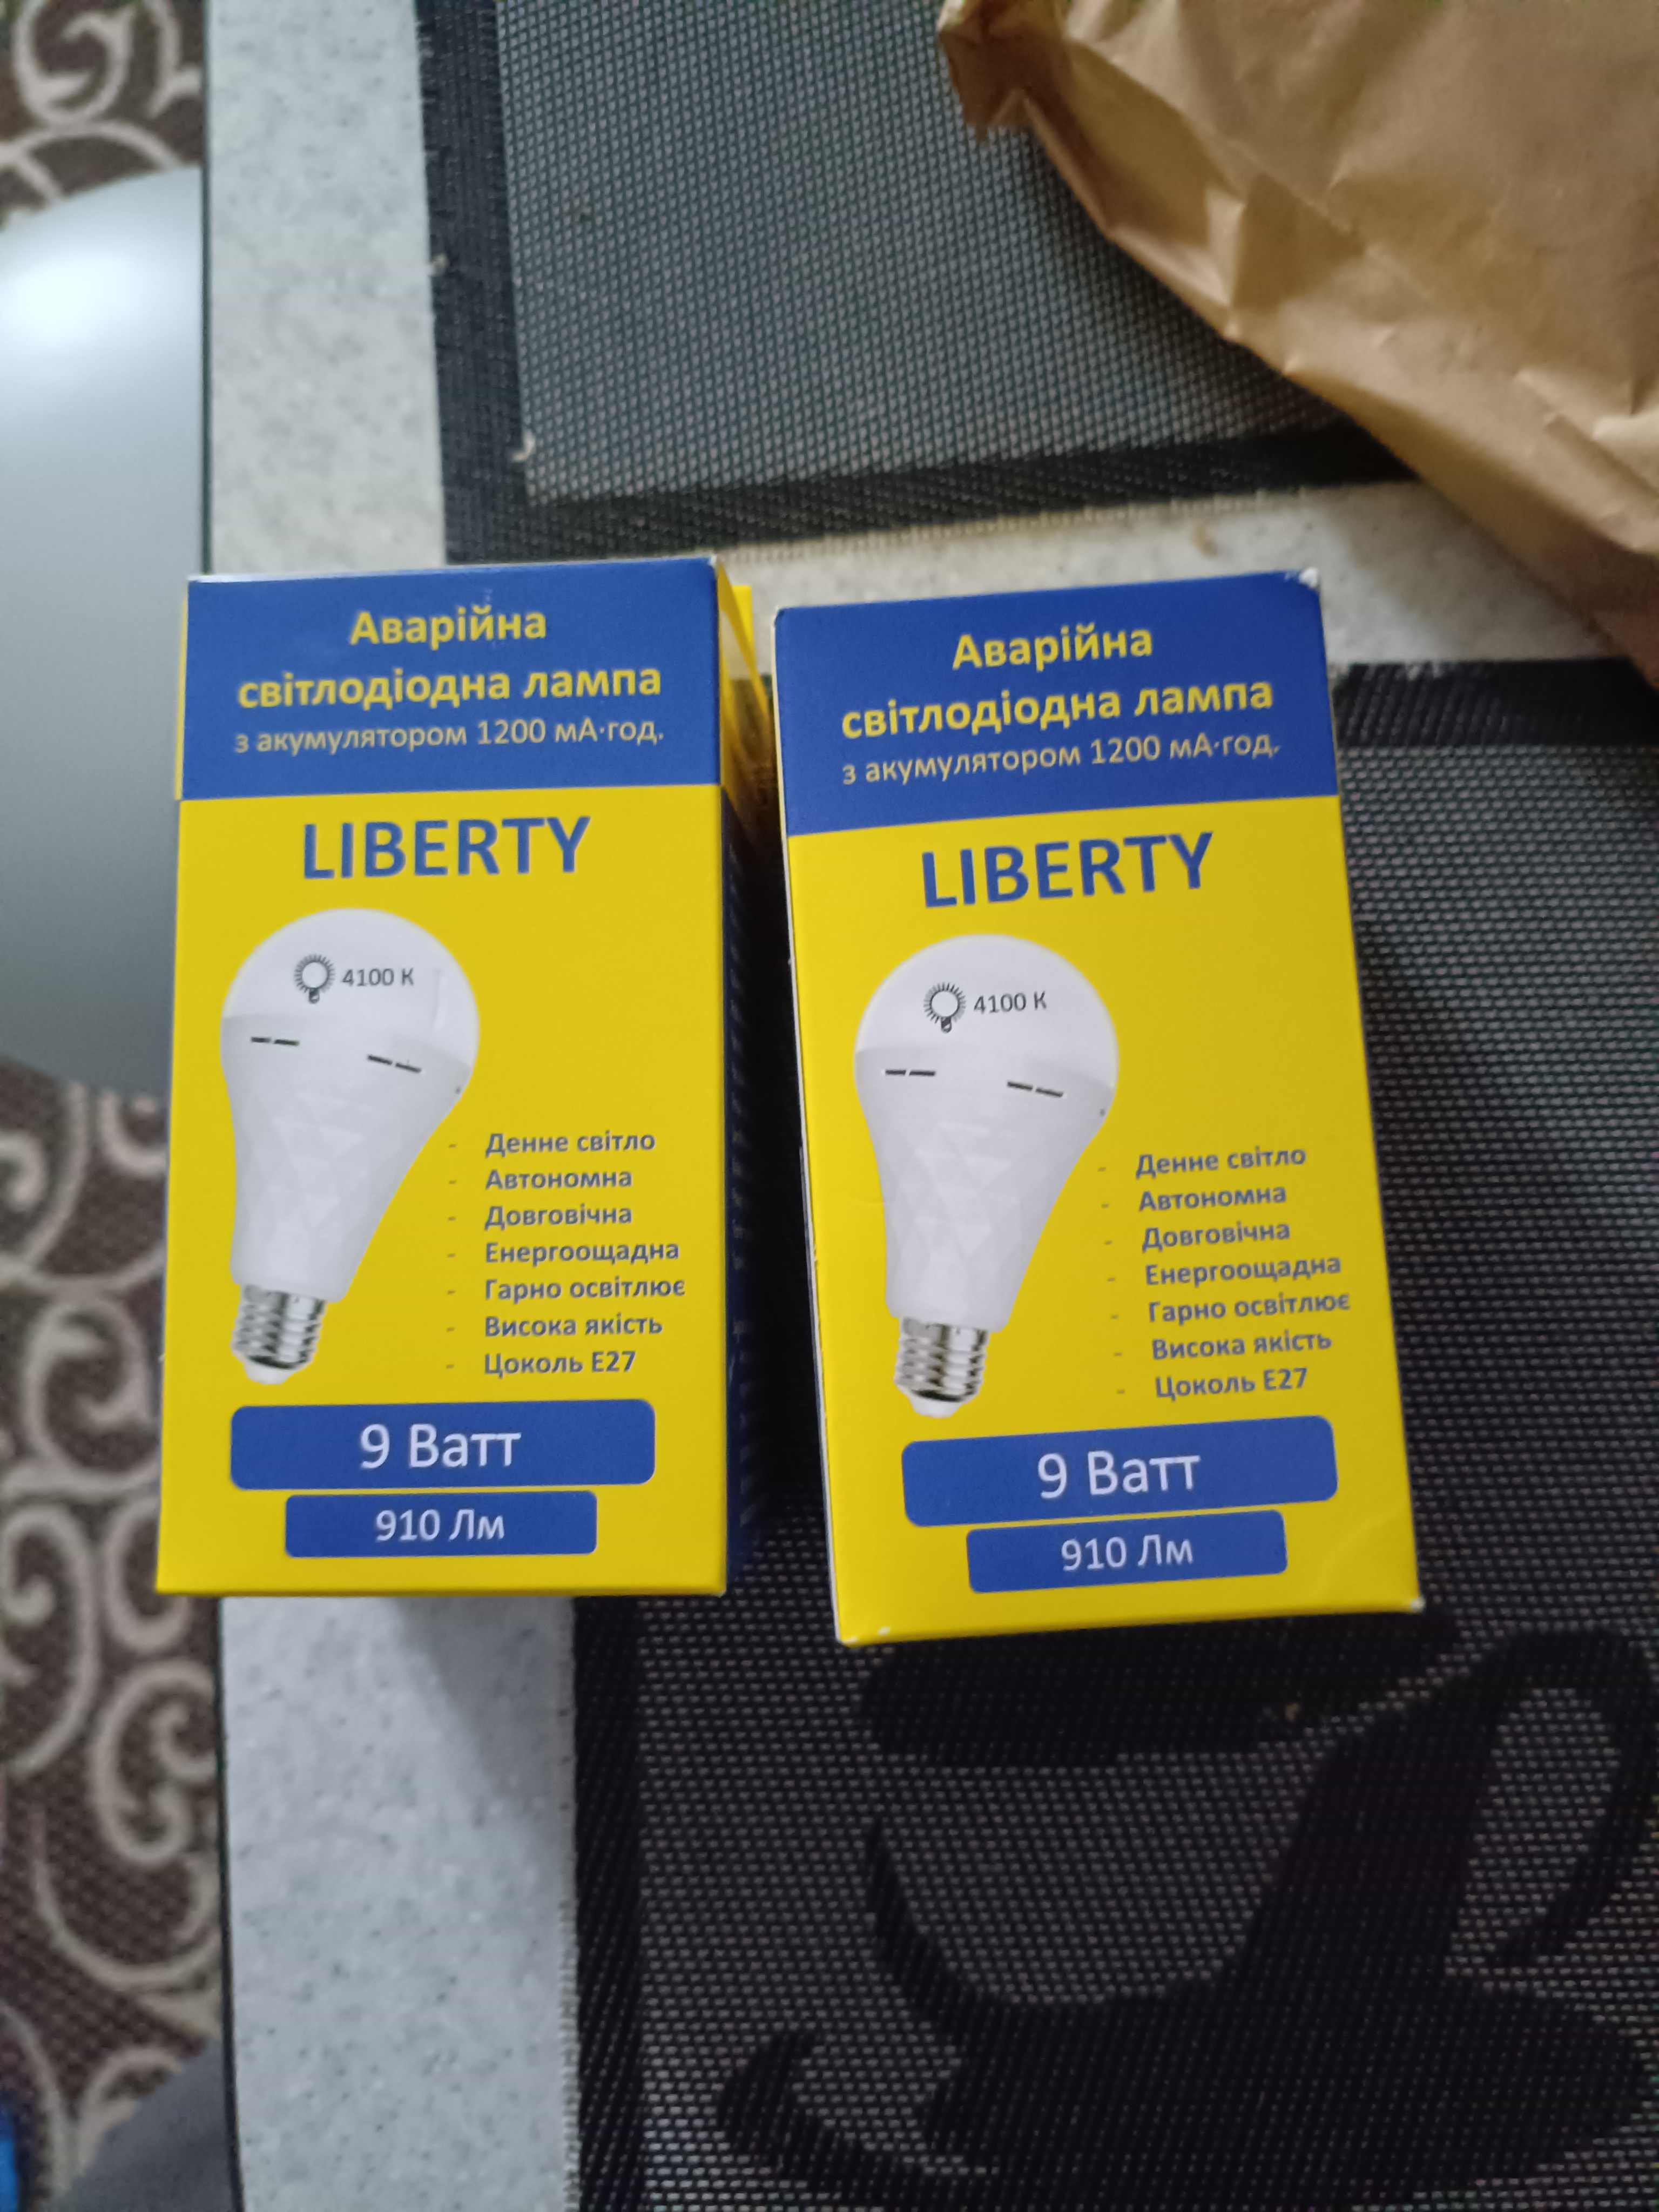 Аварійна
світлодіодна лампа
з акумулятором 1200 мА·год.
LIBERTY
4100 К
- Денне світло
- Автономна
- Довговічна
- Енергоощадна
- Гарно освітлює
- Висока якість
- Цоколь Е27
9 Ватт
910 Лм
Аварійна
світлодіодна лампа
з акумулятором 1200 мА·год.
LIBERTY
4100 К
- Денне світло
- Автономна
- Довговічна
- Енергоощадна
- Гарно освітлює
- Висока якість
- Цоколь Е27
9 Ватт
910 Лм